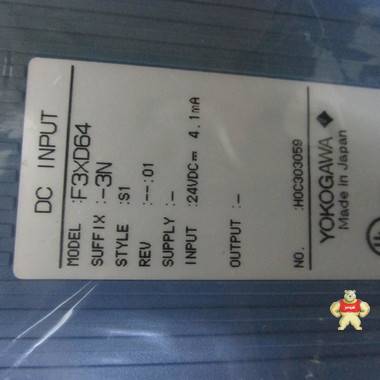 DC INPUT
MODEL :F3XD64
SUFFIX :-3N
STYLE :S1
REV :--:01
SUPPLY :-
INPUT :24VDC⎓ 4.1mA
OUTPUT :-
NO. :H0C303059
YOKOGAWA
Made in Japan